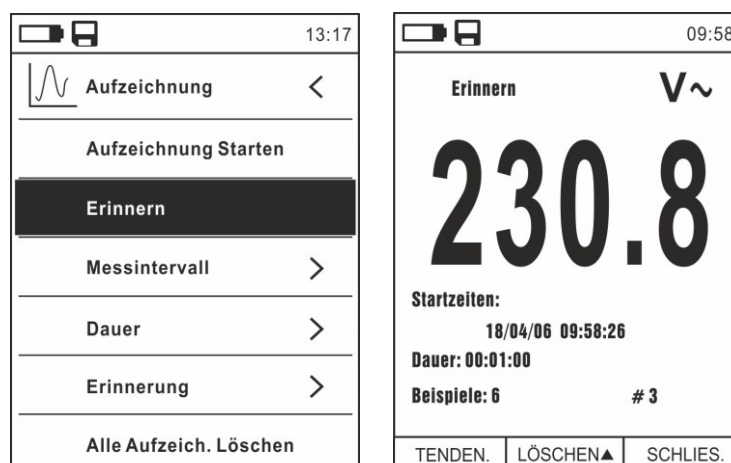 13:17
Aufzeichnung
Aufzeichnung Starten
Erinnern
Messintervall
Dauer
Erinnerung
Alle Aufzeich. Löschen
09:58
Erinnern V~
230.8
Startzeiten:
18/04/06 09:58:26
Dauer: 00:01:00
Beispiele: 6 # 3
TENDEN. LÖSCHEN▲ SCHLIES.